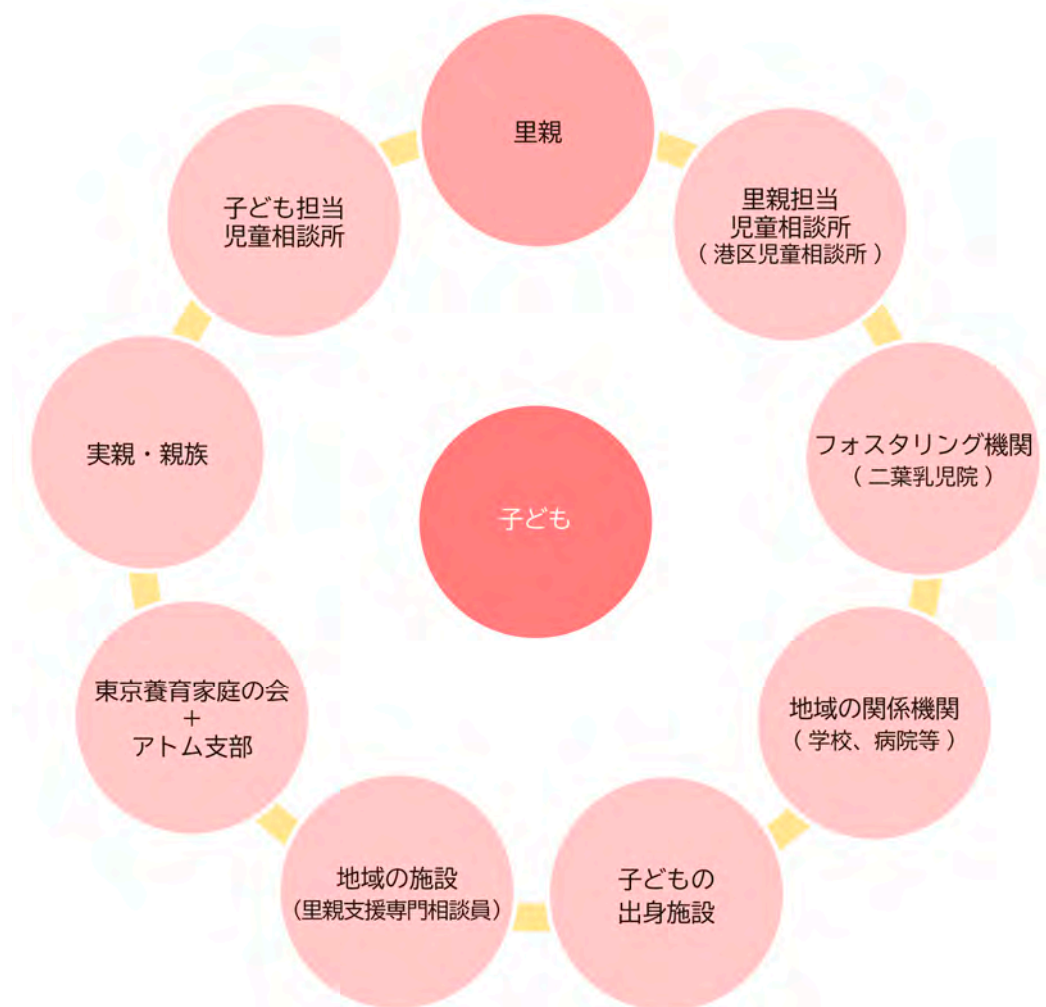 里親
里親担当
児童相談所
（港区児童相談所）
フォスタリング機関
（二葉乳児院）
地域の関係機関
（学校、病院等）
子どもの
出身施設
地域の施設
（里親支援専門相談員）
東京養育家庭の会
＋
アトム支部
実親・親族
子ども担当
児童相談所
子ども